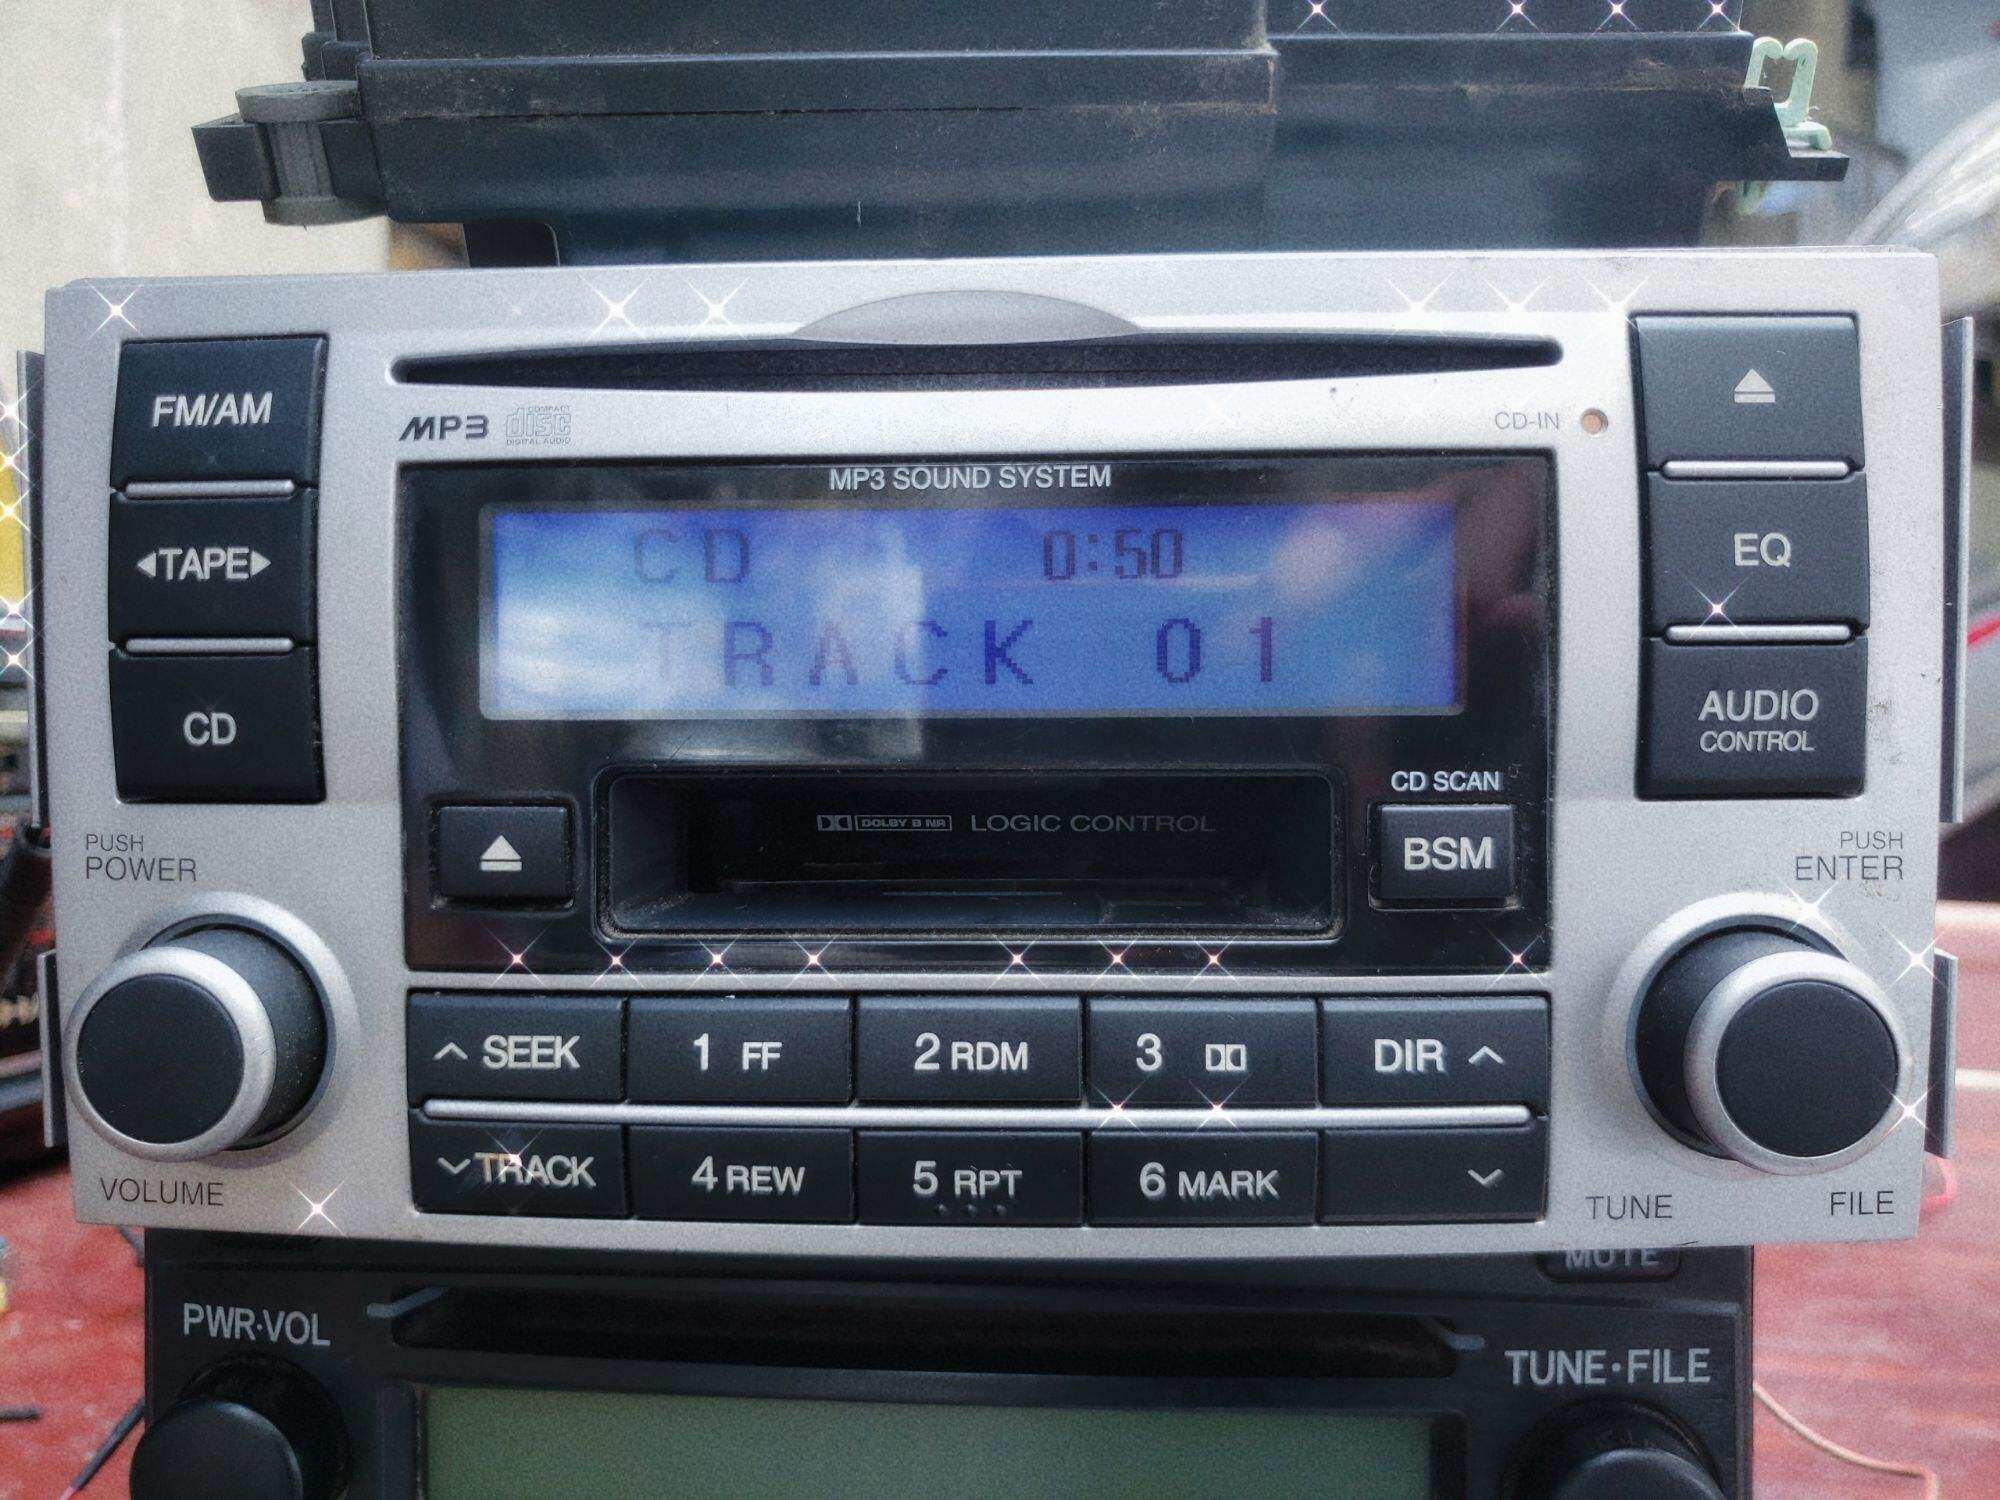 FM/AM
TAPE
CD
MP3
COMPACT
disc
DIGITAL AUDIO
CD-IN
MP3 SOUND SYSTEM
CD 0:50
TRACK 01
EQ
AUDIO
CONTROL
DOLBY B NR LOGIC CONTROL
CD SCAN
BSM
PUSH
POWER
VOLUME
PUSH
ENTER
TUNE FILE
SEEK
1 FF
2 RDM
3
DIR
TRACK
4 REW
5 RPT
6 MARK
MUTE
PWR·VOL
TUNE·FILE